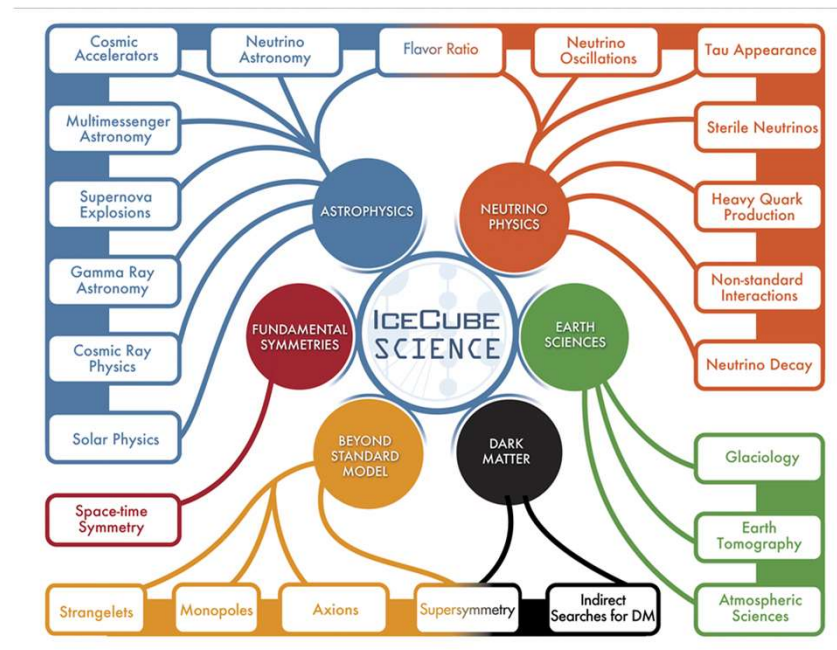 Cosmic
Accelerators
Neutrino
Astronomy
Flavor Ratio
Neutrino
Oscillations
Tau Appearance
Multimessenger
Astronomy
Sterile Neutrinos
Supernova
Explosions
ASTROPHYSICS
NEUTRINO
PHYSICS
Heavy Quark
Production
Gamma Ray
Astronomy
Non-standard
Interactions
FUNDAMENTAL
SYMMETRIES
ICECUBE
SCIENCE
EARTH
SCIENCES
Cosmic Ray
Physics
Neutrino Decay
Solar Physics
BEYOND
STANDARD
MODEL
DARK
MATTER
Glaciology
Space-time
Symmetry
Earth
Tomography
Strangelets
Monopoles
Axions
Supersymmetry
Indirect
Searches for DM
Atmospheric
Sciences